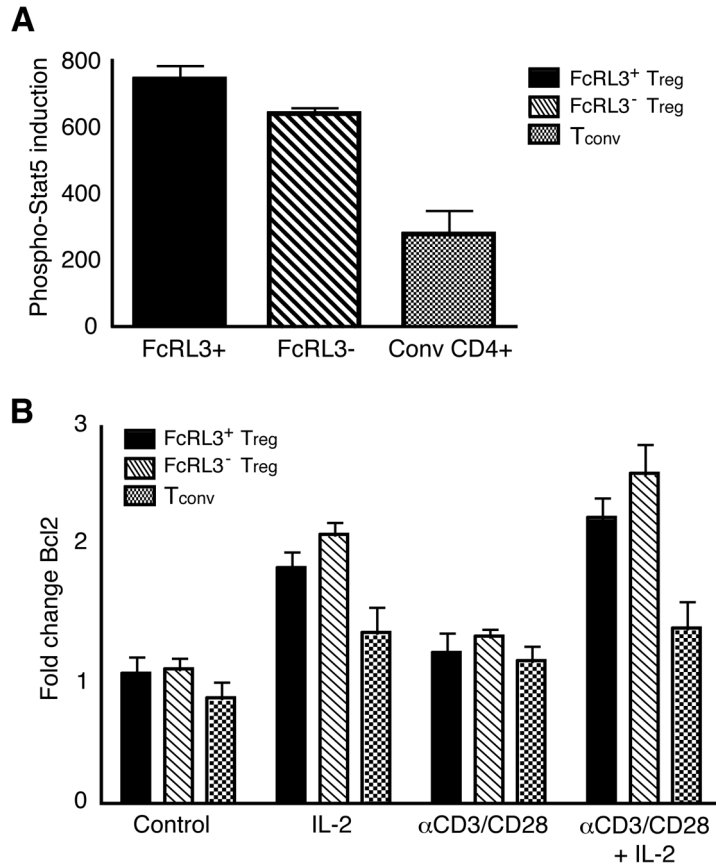 A
Phospho-Stat5 induction
800
600
400
200
0
FcRL3+ FcRL3- Conv CD4+
FcRL3⁺ Treg
FcRL3⁻ Treg
Tconv
B
Fold change Bcl2
3
2
1
0
FcRL3⁺ Treg
FcRL3⁻ Treg
Tconv
Control IL-2 αCD3/CD28 αCD3/CD28
+ IL-2